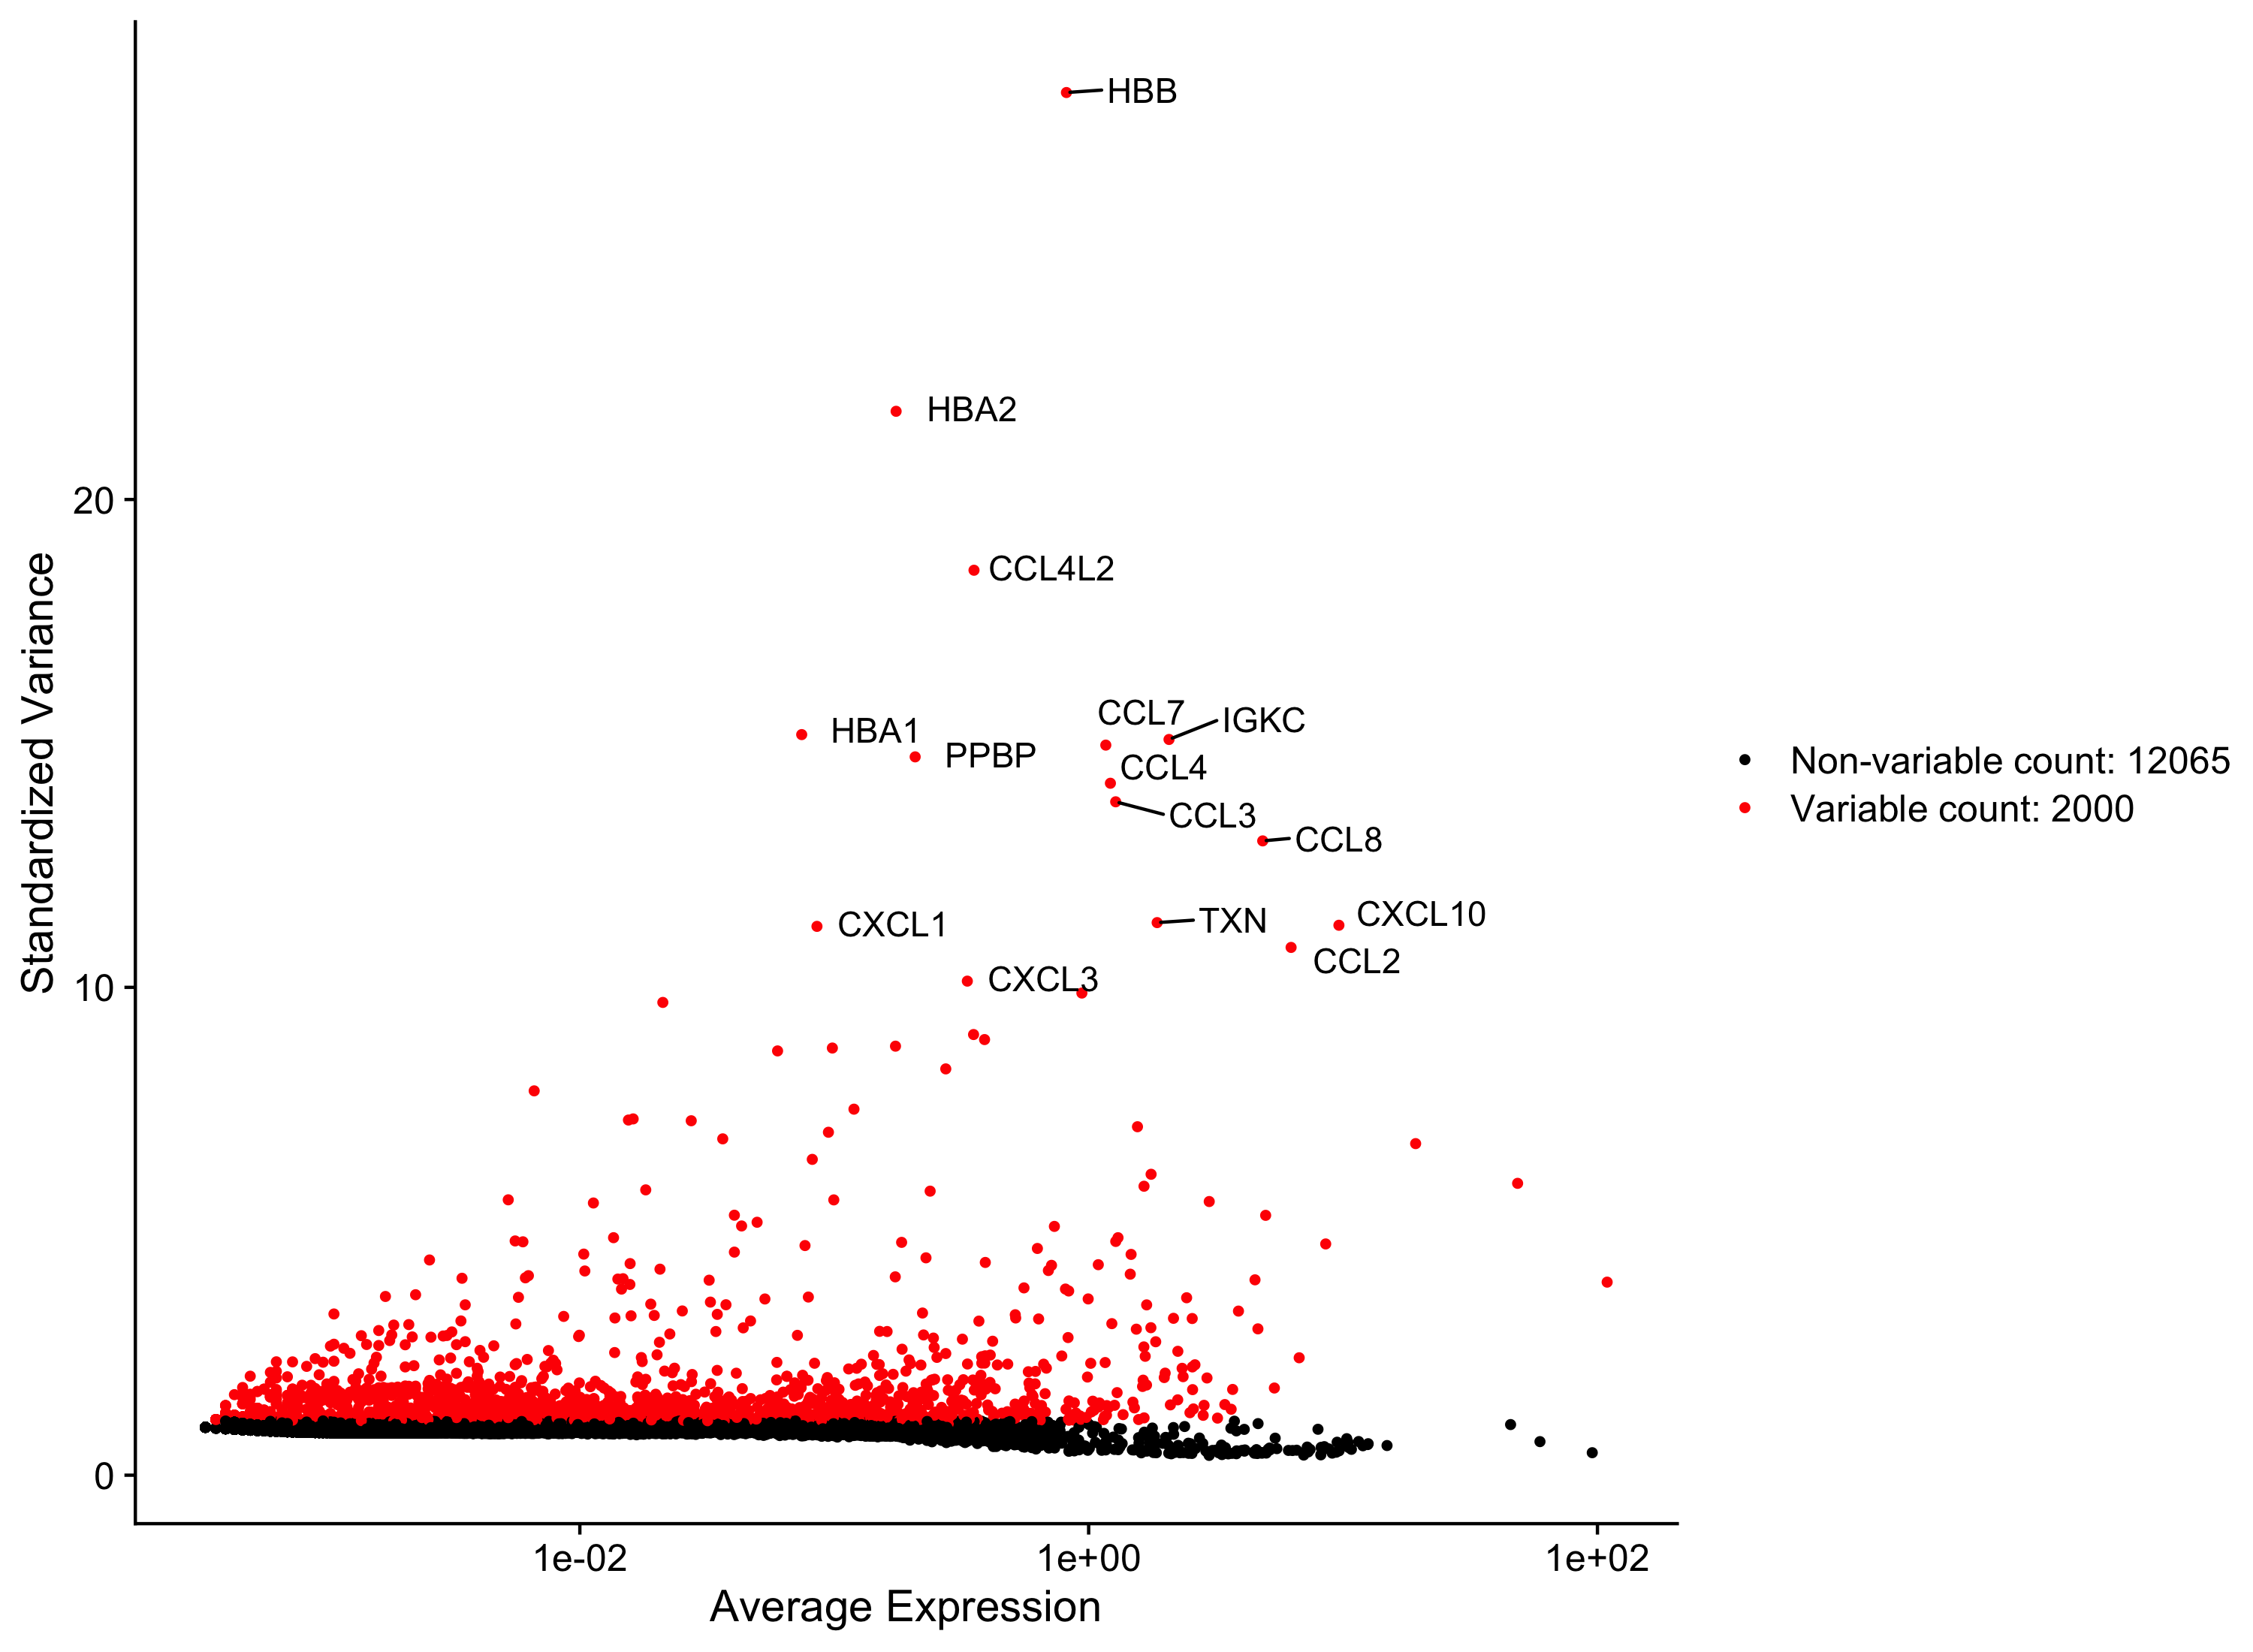 HBB
HBA2
20
CCL4L2
Standardized Variance
CCL7
IGKC
HBA1
PPBP
CCL4
Non-variable count: 12065
CCL3
Variable count: 2000
CCL8
CXCL1
TXN
CXCL10
CCL2
10
CXCL3
0
1e-02
1e+00
1e+02
Average Expression